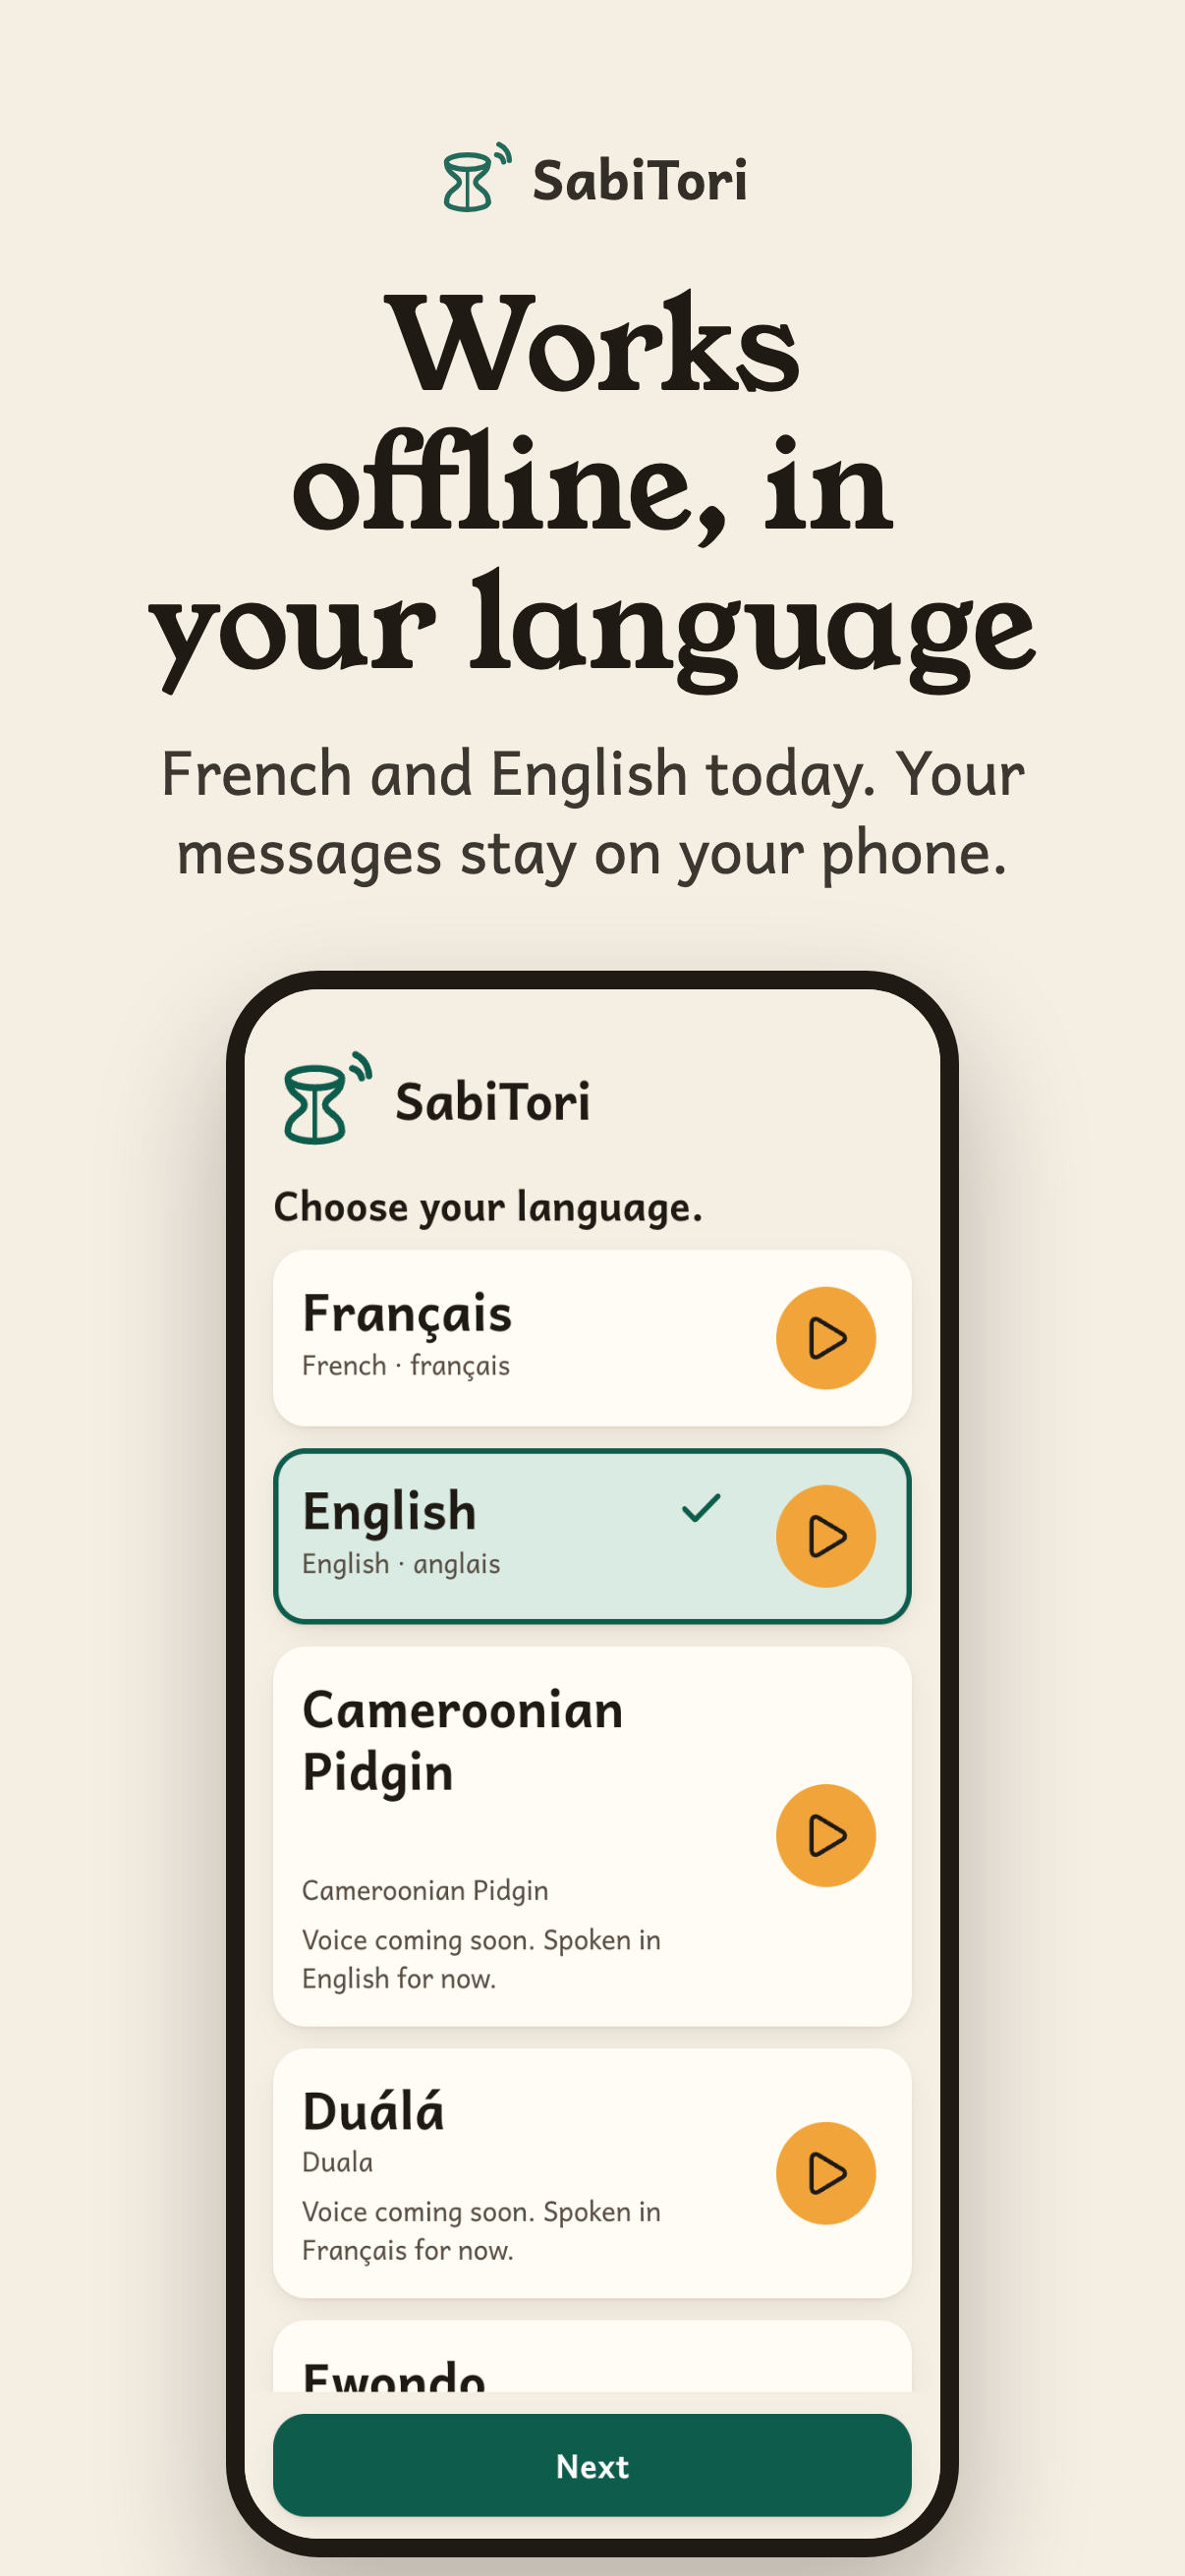 SabiTori
Works
offline, in
your language
French and English today. Your
messages stay on your phone.
SabiTori
Choose your language.
Français
French · français
English
English · anglais
Cameroonian
Pidgin
Cameroonian Pidgin
Voice coming soon. Spoken in
English for now.
Duálá
Duala
Voice coming soon. Spoken in
Français for now.
Ewondo
Next